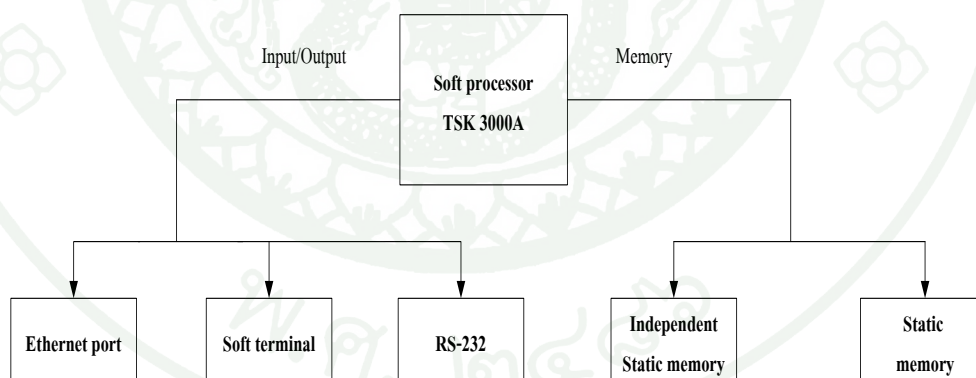 Input/Output
Memory
Soft processor
TSK 3000A
Ethernet port
Soft terminal
RS-232
Independent
Static memory
Static
memory